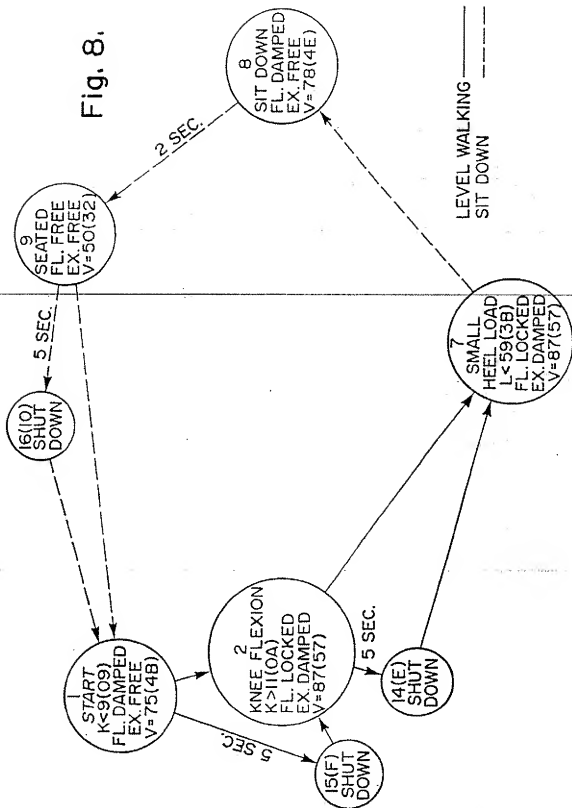 Fig. 8.
1
START
K<9(09)
FL. DAMPED
EX. FREE
V=75(4B)
5 SEC.
15(F)
SHUT
DOWN
2
KNEE FLEXION
K>11(0A)
FL. LOCKED
EX. DAMPED
V=87(57)
5 SEC.
14(E)
SHUT
DOWN
16(10)
SHUT
DOWN
5 SEC.
9
SEATED
FL. FREE
EX. FREE
V=50(32)
2 SEC.
8
SIT DOWN
FL. DAMPED
EX. FREE
V=78(4E)
7
SMALL
HEEL LOAD
L<59(3B)
FL. LOCKED
EX. DAMPED
V=87(57)
LEVEL WALKING
SIT DOWN